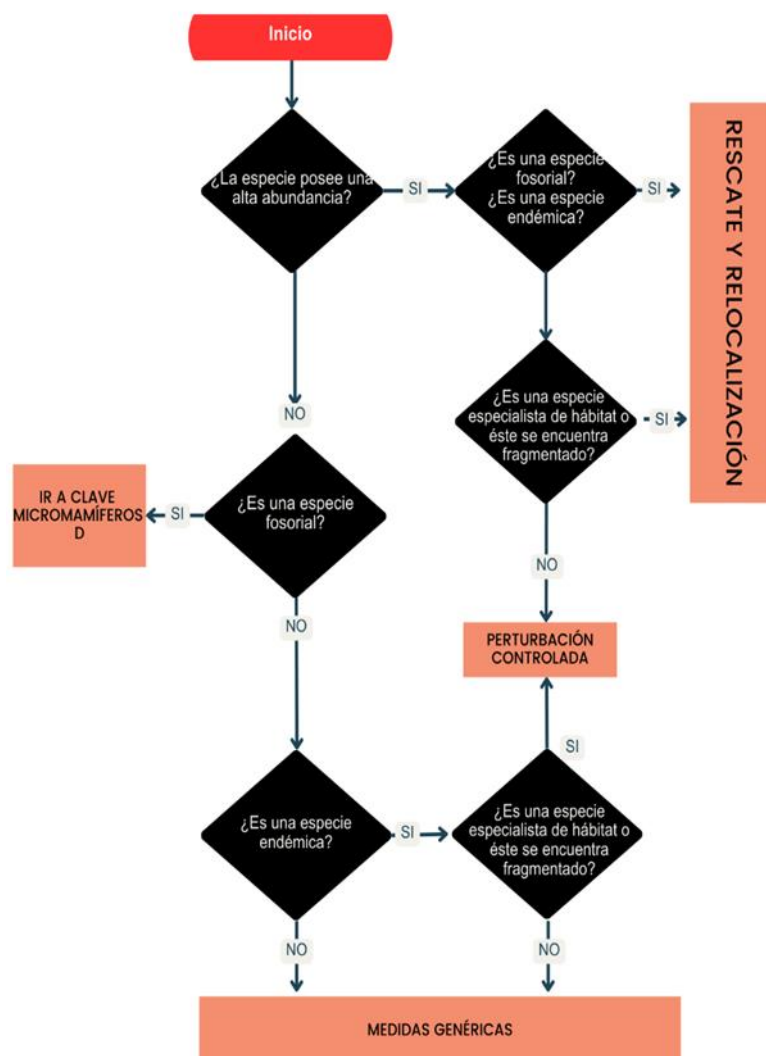 Inicio
¿La especie posee una
alta abundancia?
SI
¿Es una especie
fosorial?
¿Es una especie
endémica?
SI
RESCATE Y RELOCALIZACIÓN
¿Es una especie
especialista de hábitat o
éste se encuentra
fragmentado?
SI
NO
¿Es una especie
fosorial?
SI
IR A CLAVE
MICROMAMÍFEROS
D
NO
PERTURBACIÓN
CONTROLADA
NO
SI
¿Es una especie
endémica?
SI
¿Es una especie
especialista de hábitat o
éste se encuentra
fragmentado?
NO
NO
MEDIDAS GENÉRICAS